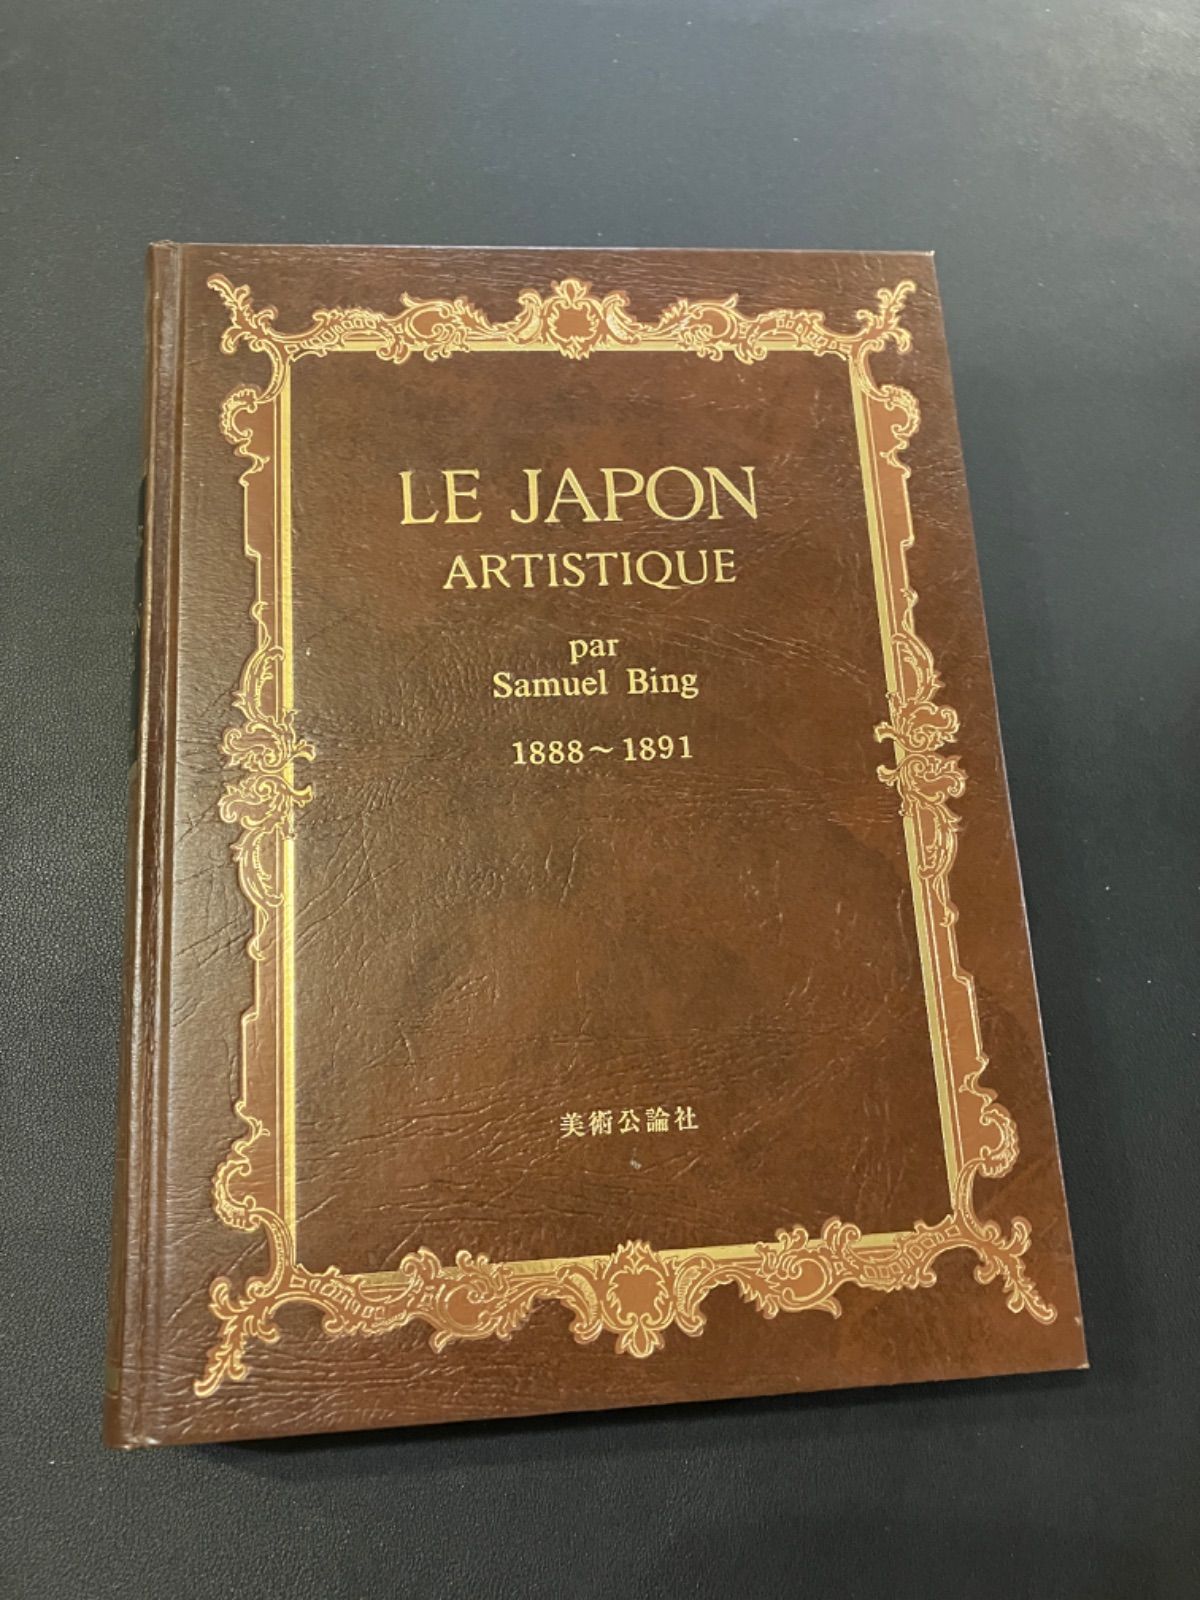 LE JAPON
ARTISTIQUE
par
Samuel Bing
1888〜1891
美術公論社